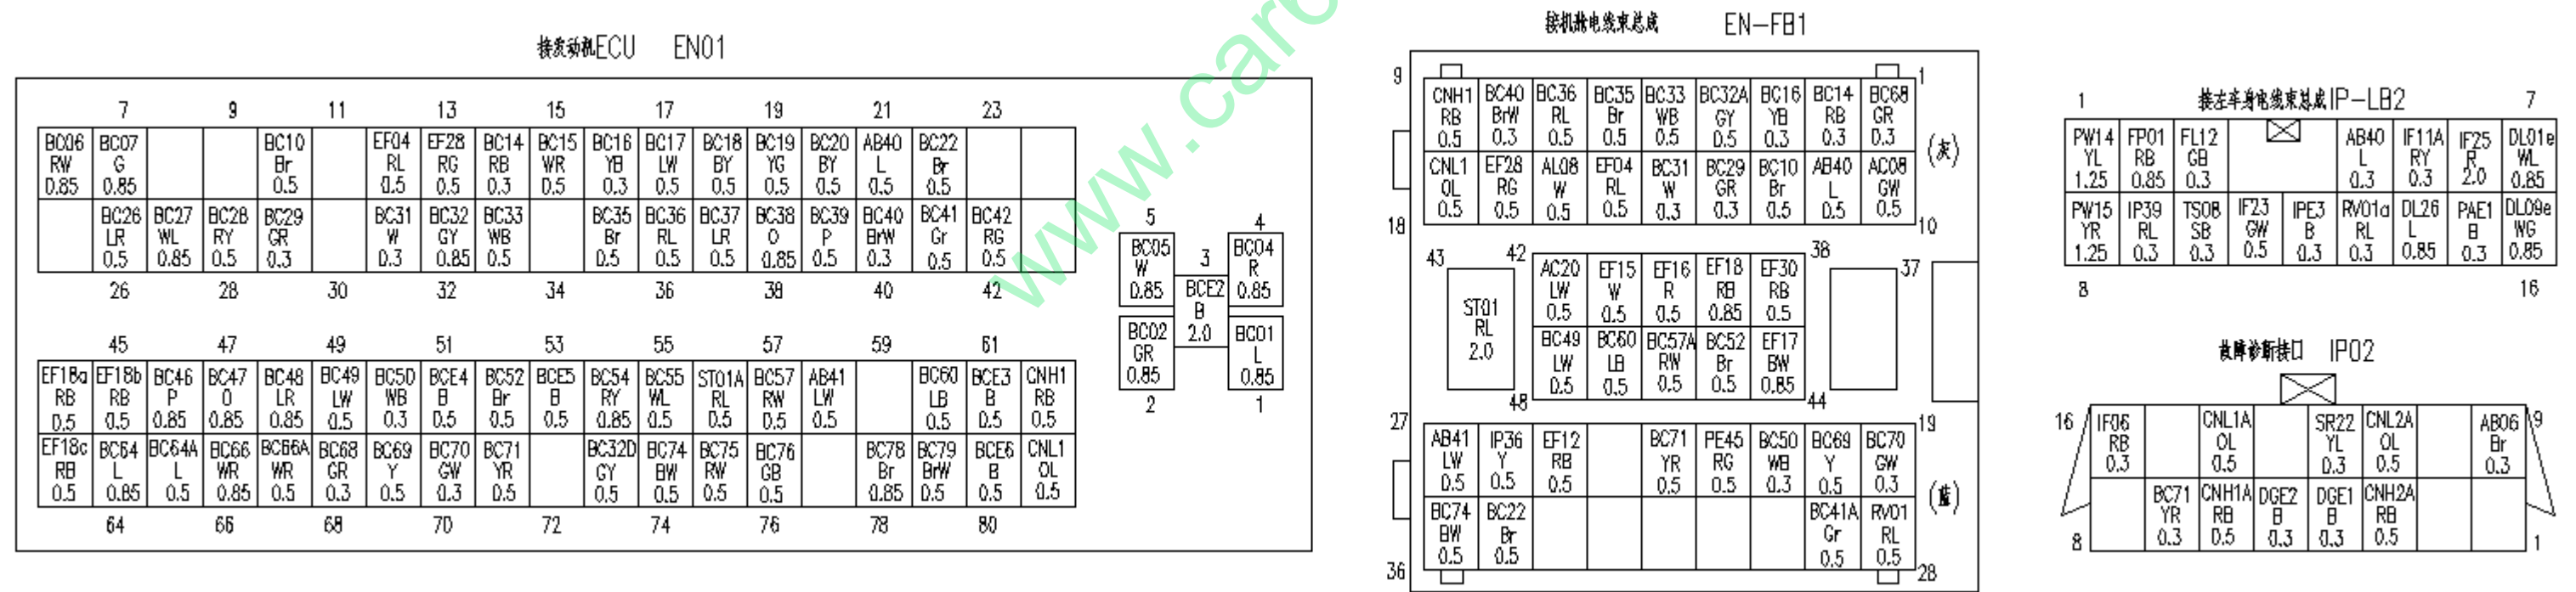 接发动机ECU EN01
7 9 11 13 15 17 19 21 23
BC06 BC07 BC10 EF04 EF28 BC14 BC15 BC16 BC17 BC18 BC19 BC20 AB40 BC22
RW G Br RL RG RB WR YB LW BY YG BY L Br
0.85 0.85 0.5 0.5 0.5 0.3 0.5 0.3 0.5 0.5 0.5 0.5 0.5 0.5
BC26 BC27 BC28 BC29 BC31 BC32 BC33 BC35 BC36 BC37 BC38 BC39 BC40 BC41 BC42
LR WL RY GR W GY WB Br RL LR O P BrW Gr RG
0.5 0.85 0.5 0.3 0.3 0.85 0.5 0.5 0.5 0.5 0.85 0.5 0.3 0.5 0.5
26 28 30 32 34 36 38 40 42
45 47 49 51 53 55 57 59 61
EF18a EF18b BC46 BC47 BC48 BC49 BC50 BCE4 BC52 BCE5 BC54 BC55 ST01A BC57 AB41 BC60 BCE3 CNH1
RB RB P O LR LW WB B Br B RY WL RL RW LW LB B RB
0.5 0.5 0.85 0.85 0.85 0.5 0.3 0.5 0.5 0.5 0.85 0.5 0.5 0.5 0.5 0.5 0.5 0.5
EF18c BC64 BC64A BC66 BC66A BC68 BC69 BC70 BC71 BC32D BC74 BC75 BC76 BC78 BC79 BCE6 CNL1
RB L L WR WR GR Y GW YR GY BW RW GB Br BrW B OL
0.5 0.85 0.5 0.85 0.5 0.3 0.5 0.3 0.5 0.5 0.5 0.5 0.5 0.85 0.5 0.5 0.5
64 66 68 70 72 74 76 78 80
5 4
BC05 3 BC04
W R
0.85 BCE2 0.85
B
BC02 2.0 BC01
GR L
0.85 0.85
2 1
www.carc
接机舱电线束总成 EN-FB1
9 1
CNH1 BC40 BC36 BC35 BC33 BC32A BC16 BC14 BC68
RB BrW RL Br WB GY YB RB GR
0.5 0.3 0.5 0.5 0.5 0.5 0.3 0.3 0.3
(灰)
CNL1 EF28 AL08 EF04 BC31 BC29 BC10 AB40 AC08
OL RG W RL W GR Br L GW
0.5 0.5 0.5 0.5 0.3 0.3 0.5 0.5 0.5
18 10
43 42 38 37
AC20 EF15 EF16 EF18 EF30
LW W R RB RB
0.5 0.5 0.5 0.85 0.5
ST01
RL
2.0
BC49 BC60 BC57A BC52 EF17
LW LB RW Br BW
0.5 0.5 0.5 0.5 0.85
48 44
27 19
AB41 IP36 EF12 BC71 PE45 BC50 BC69 BC70
LW Y RB YR RG WB Y GW
0.5 0.5 0.5 0.5 0.5 0.3 0.5 0.3
(蓝)
BC74 BC22 BC41A RV01
BW Br Gr RL
0.5 0.5 0.5 0.5
36 28
接左车身电线束总成IP-LB2
1 7
PW14 FP01 FL12 AB40 IF11A IF25 DL01e
YL RB GB L RY R WL
1.25 0.85 0.3 0.3 0.3 2.0 0.85
PW15 IP39 TS08 IF23 IPE3 RV01a DL26 PAE1 DL09e
YR RL SB GW B RL L B WG
1.25 0.3 0.3 0.5 0.3 0.3 0.85 0.3 0.85
8 16
故障诊断接口 IP02
16 9
IF06 CNL1A SR22 CNL2A AB06
RB OL YL OL Br
0.3 0.5 0.3 0.5 0.3
BC71 CNH1A DGE2 DGE1 CNH2A
YR RB B B RB
0.3 0.5 0.3 0.3 0.5
8 1